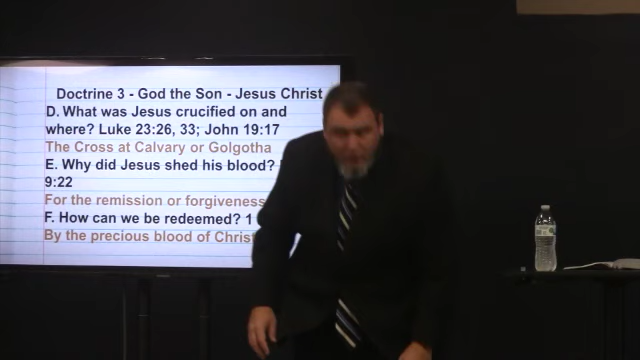 Doctrine 3 - God the Son - Jesus Christ
D. What was Jesus crucified on and
where? Luke 23:26, 33; John 19:17
The Cross at Calvary or Golgotha
E. Why did Jesus shed his blood?
9:22
For the remission or forgiveness
F. How can we be redeemed? 1
By the precious blood of Christ